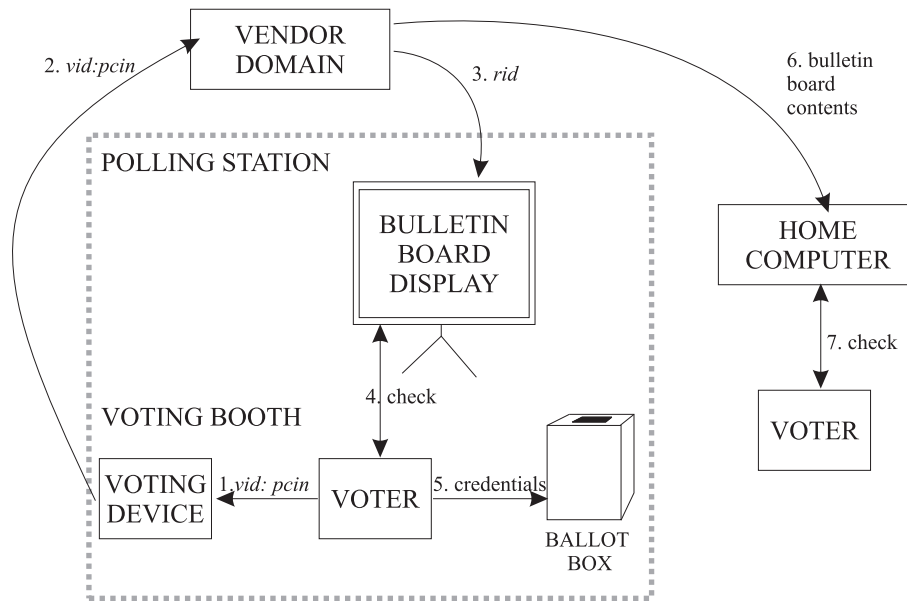 VENDOR
DOMAIN
2. vid:pcin
3. rid
6. bulletin
board
contents
POLLING STATION
BULLETIN
BOARD
DISPLAY
HOME
COMPUTER
4. check
7. check
VOTING BOOTH
VOTING
DEVICE
1.vid: pcin
VOTER
5. credentials
BALLOT
BOX
VOTER